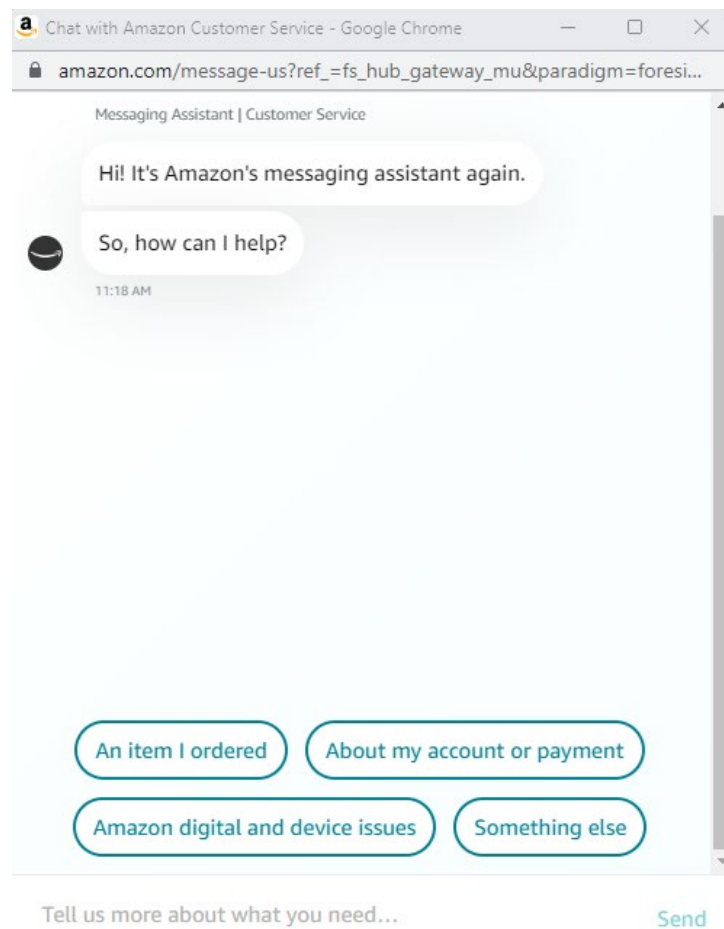 a Chat with Amazon Customer Service - Google Chrome
amazon.com/message-us?ref_=fs_hub_gateway_mu&paradigm=foresi...
Messaging Assistant | Customer Service
Hi! It's Amazon's messaging assistant again.
So, how can I help?
11:18 AM
An item I ordered
About my account or payment
Amazon digital and device issues
Something else
Tell us more about what you need...
Send